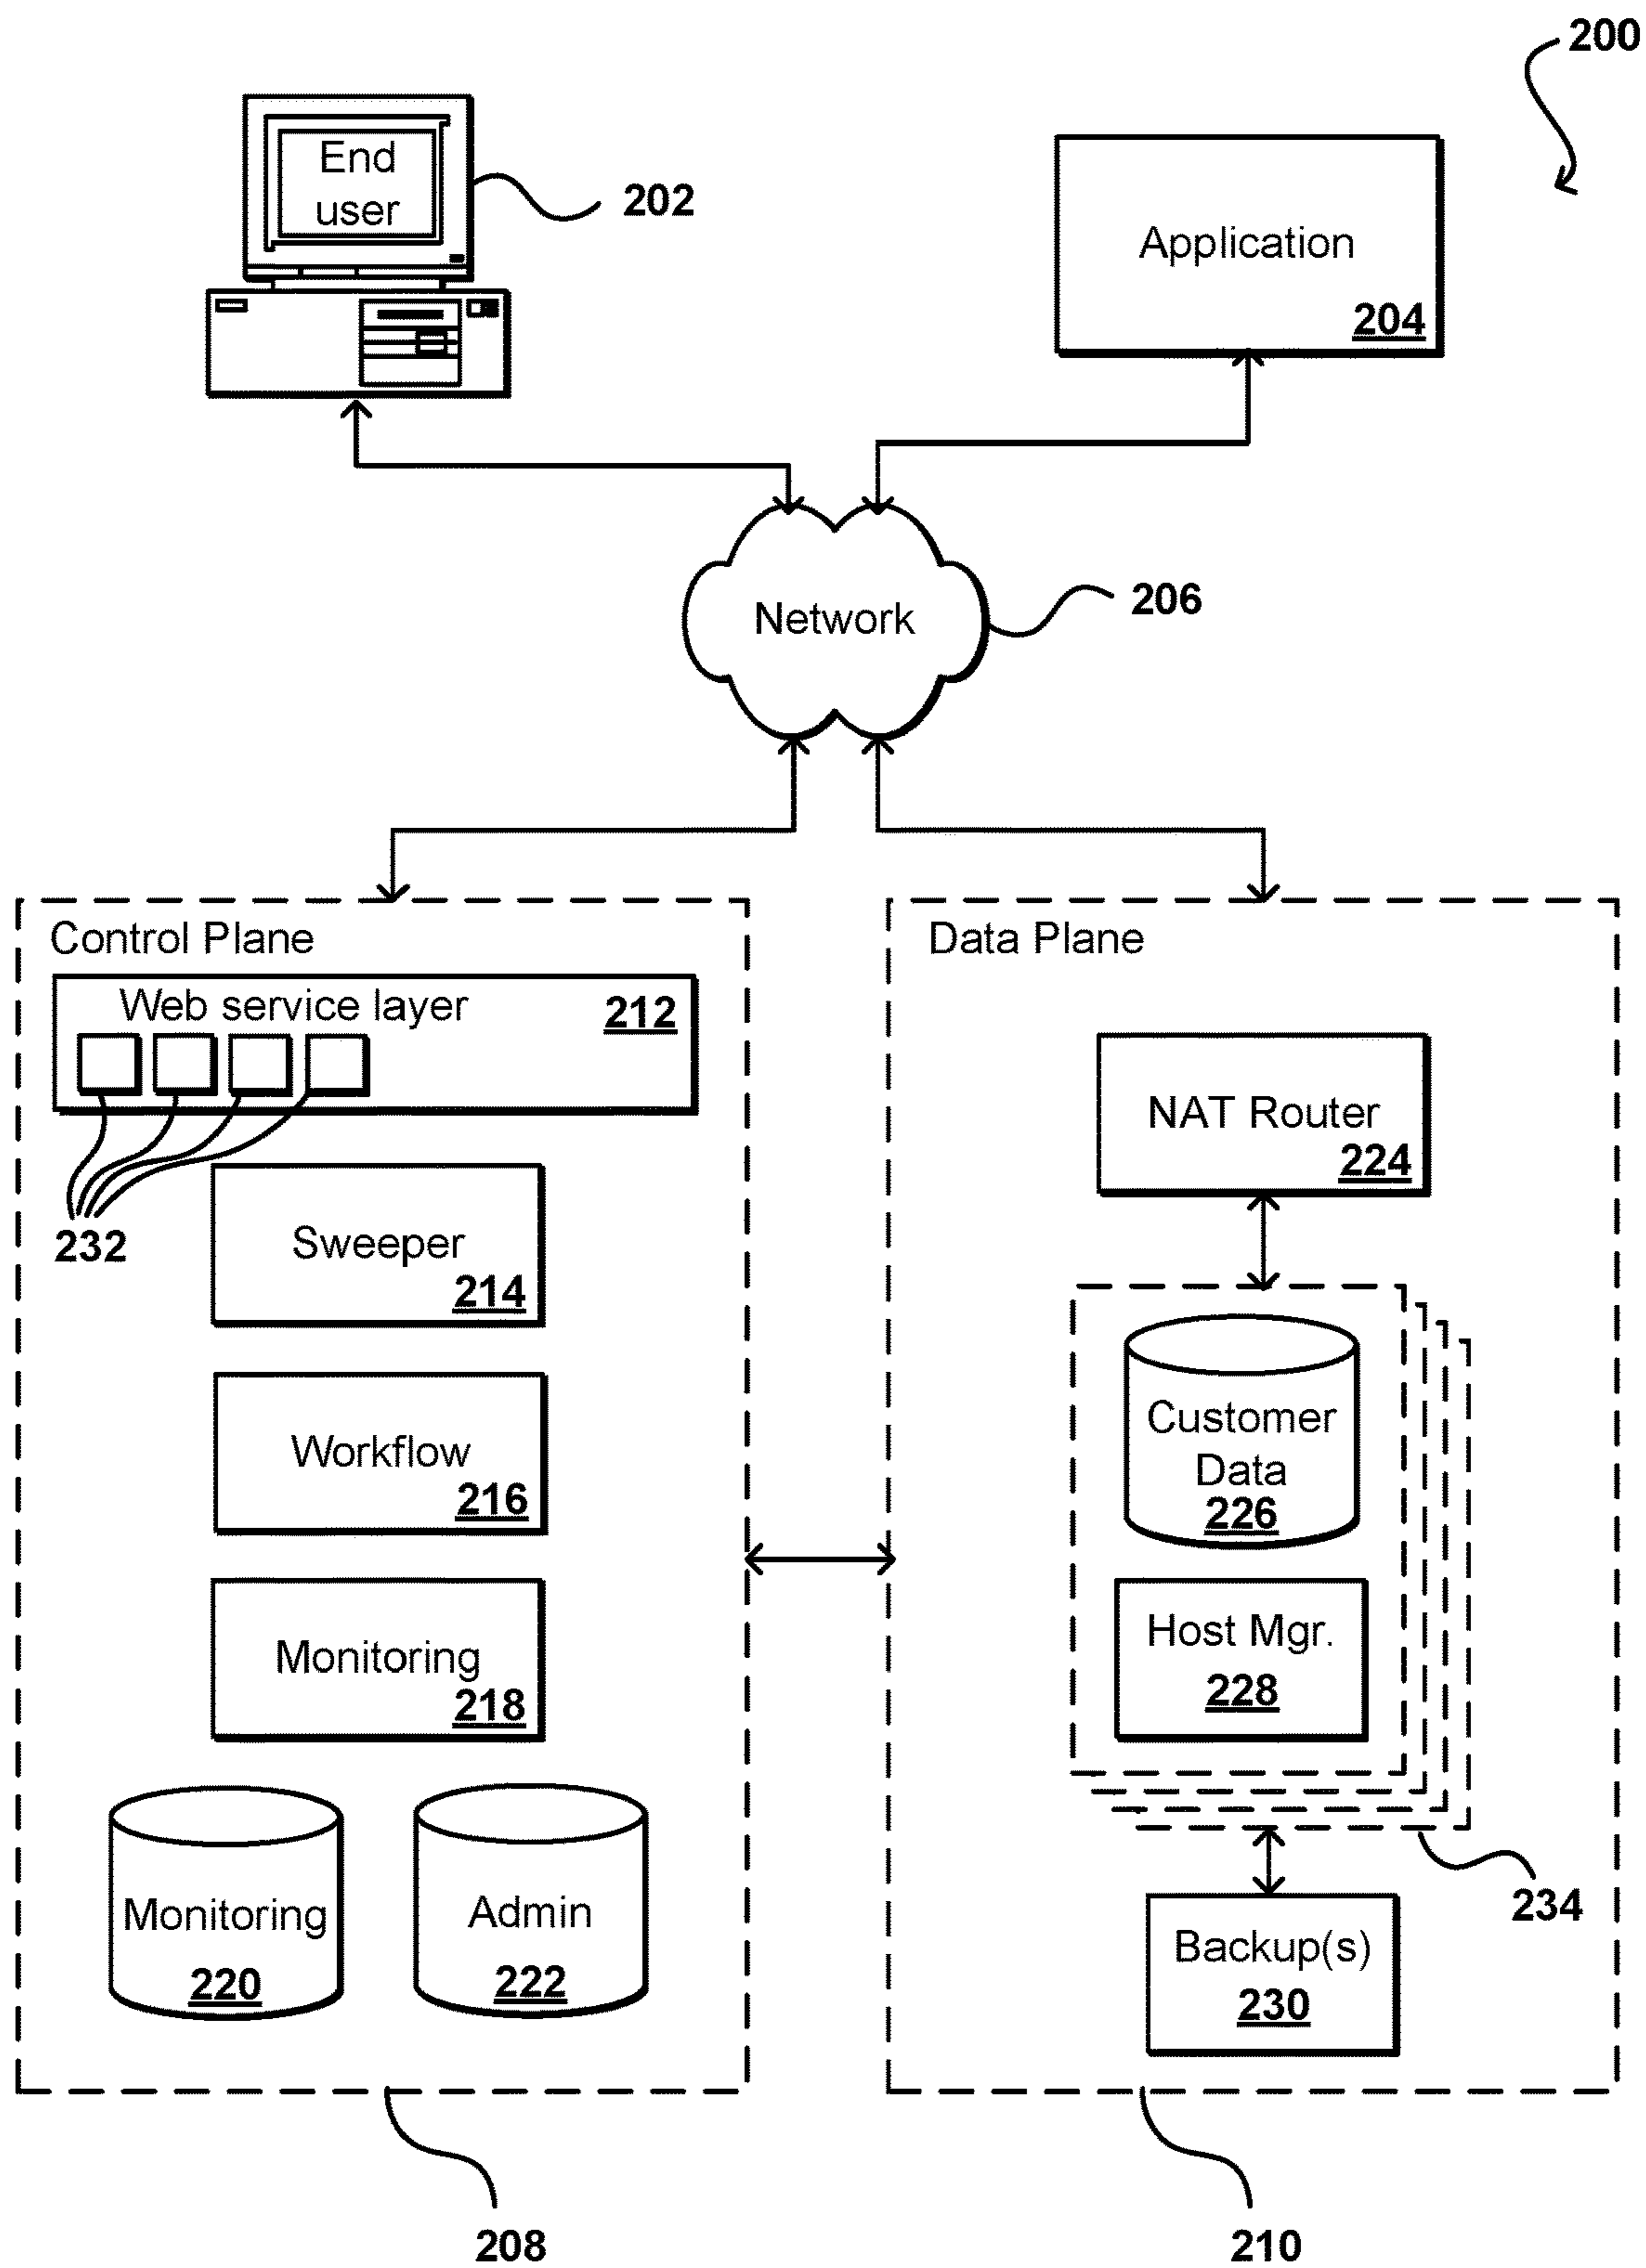 200
End
user
202
Application
204
Network
206
Control Plane
Web service layer
212
232
Sweeper
214
Workflow
216
Monitoring
218
Monitoring
220
Admin
222
208
Data Plane
NAT Router
224
Customer
Data
226
Host Mgr.
228
234
Backup(s)
230
210